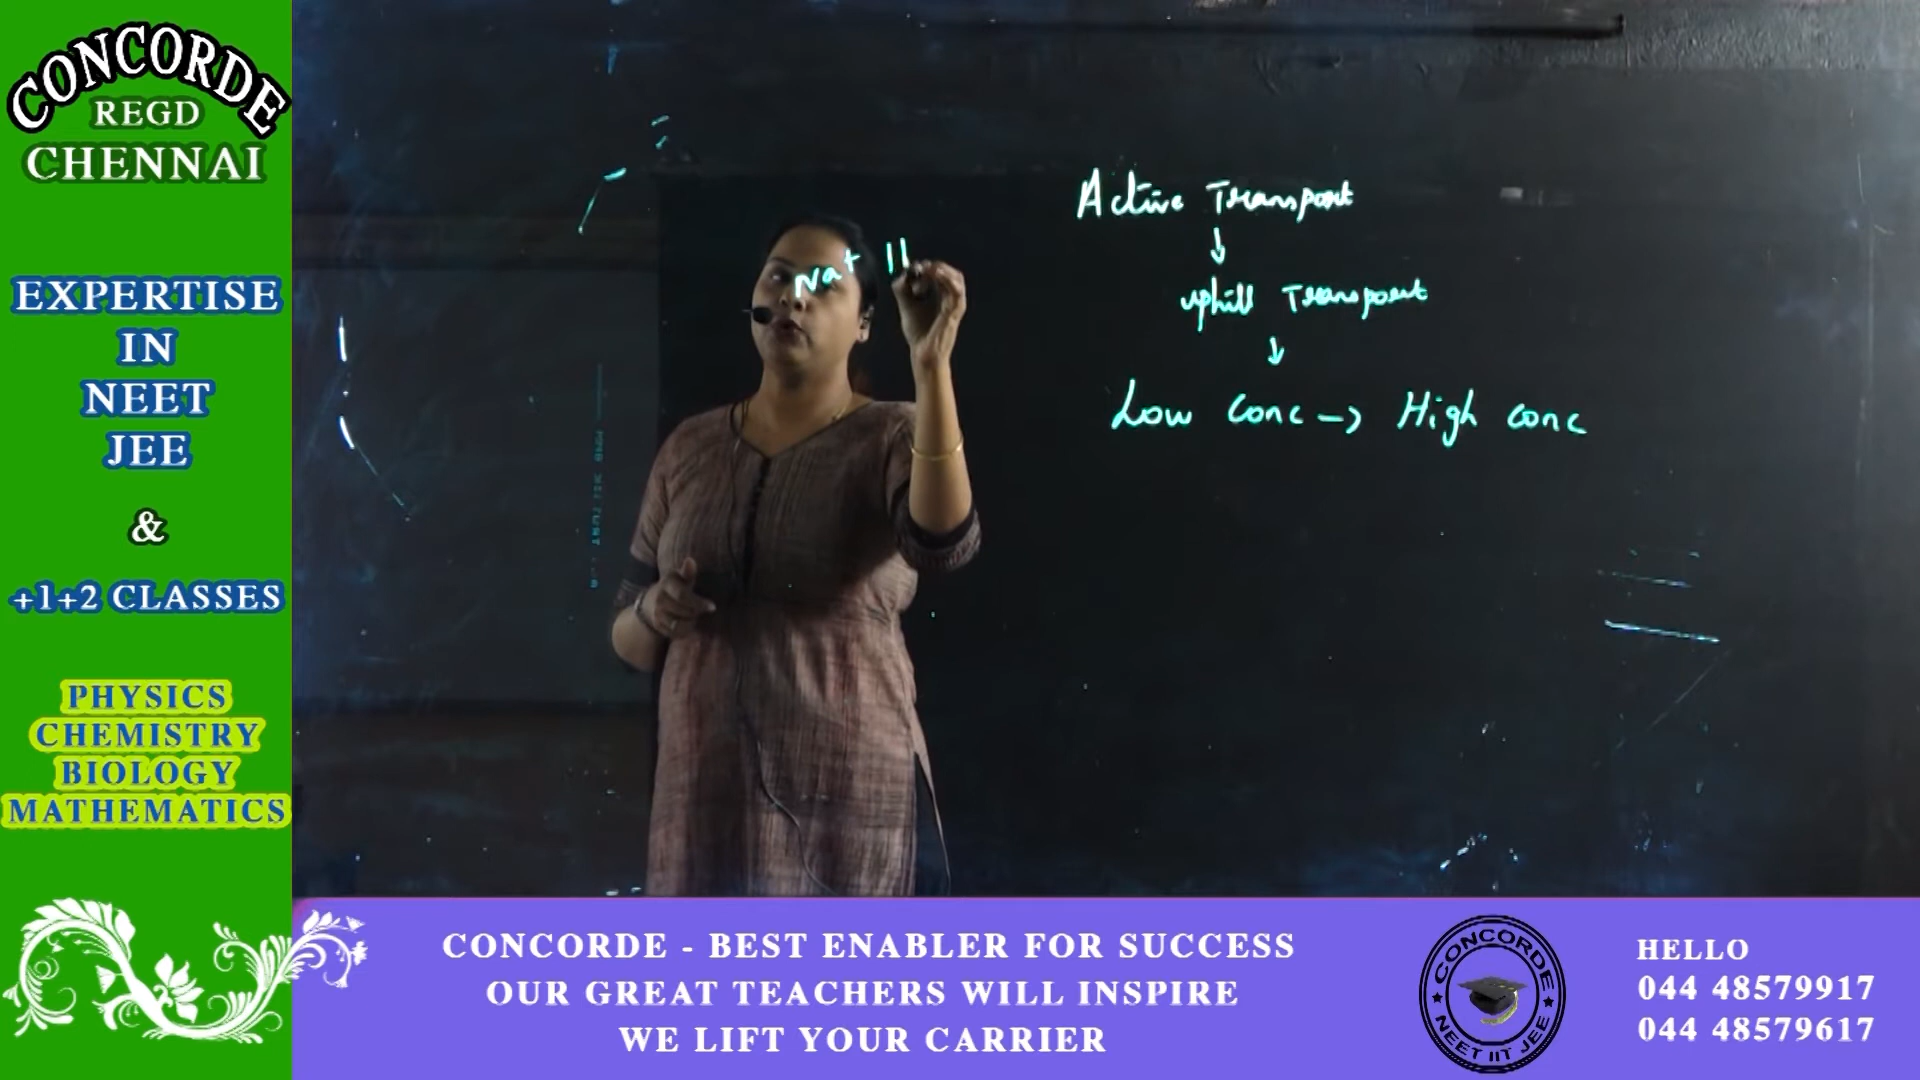 CONCORDE
REGD
CHENNAI
EXPERTISE
IN
NEET
JEE
&
+1+2 CLASSES
PHYSICS
CHEMISTRY
BIOLOGY
MATHEMATICS
Na+ 11
Active Transport
↓
uphill Transport
↓
Low conc -> High conc
CONCORDE - BEST ENABLER FOR SUCCESS
OUR GREAT TEACHERS WILL INSPIRE
WE LIFT YOUR CARRIER
CONCORDE
NEET IIT JEE
HELLO
044 48579917
044 48579617